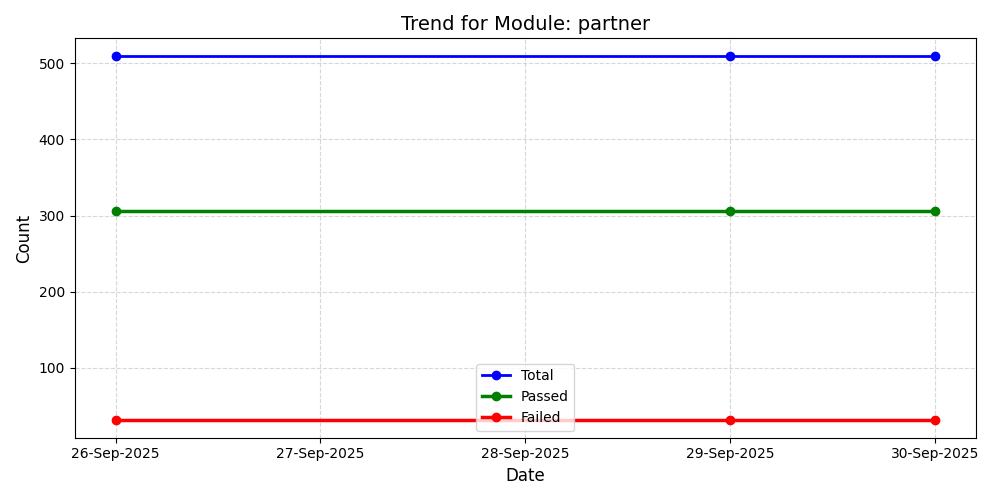 Trend for Module: partner
500
400
300
200
100
Count
Total
Passed
Failed
26-Sep-2025
27-Sep-2025
28-Sep-2025
29-Sep-2025
30-Sep-2025
Date